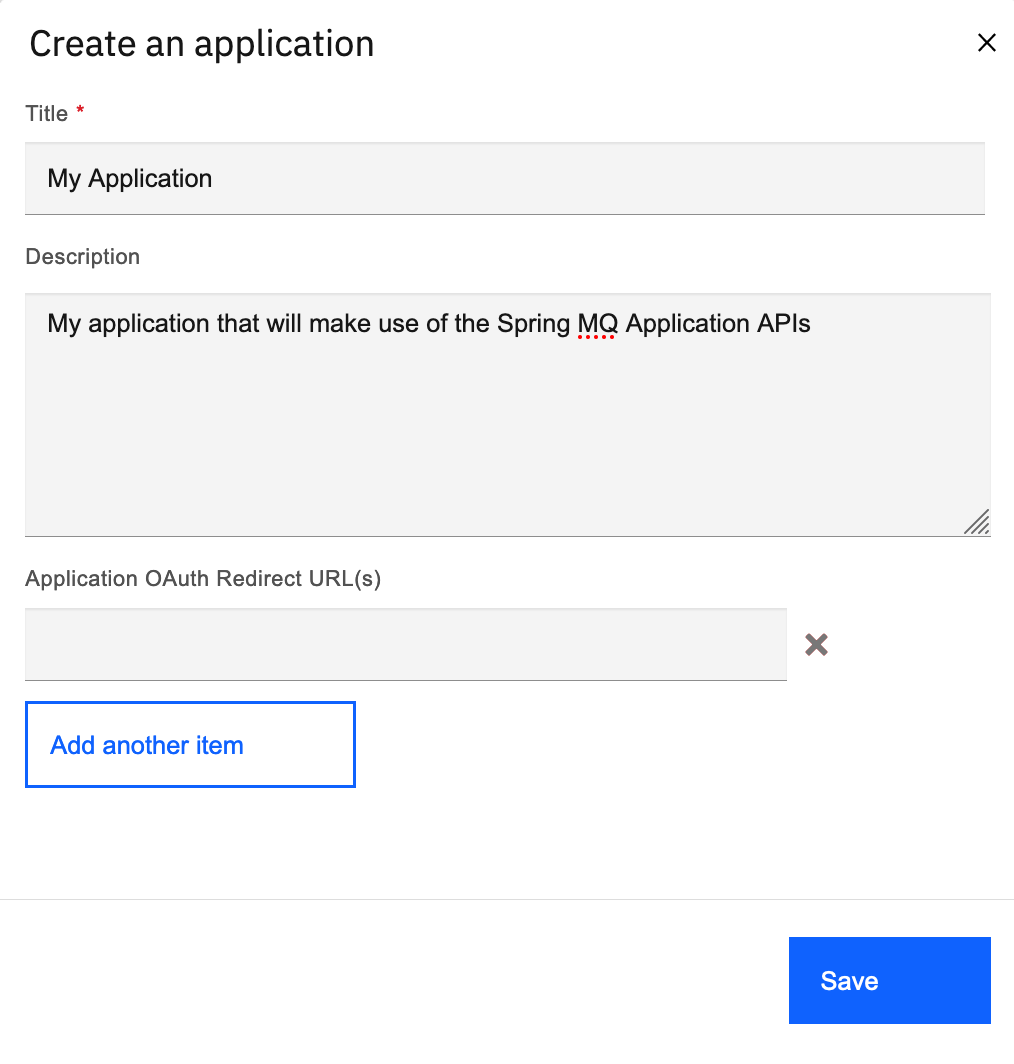 Create an application
Title *
My Application
Description
My application that will make use of the Spring MQ Application APIs
Application OAuth Redirect URL(s)
Add another item
Save